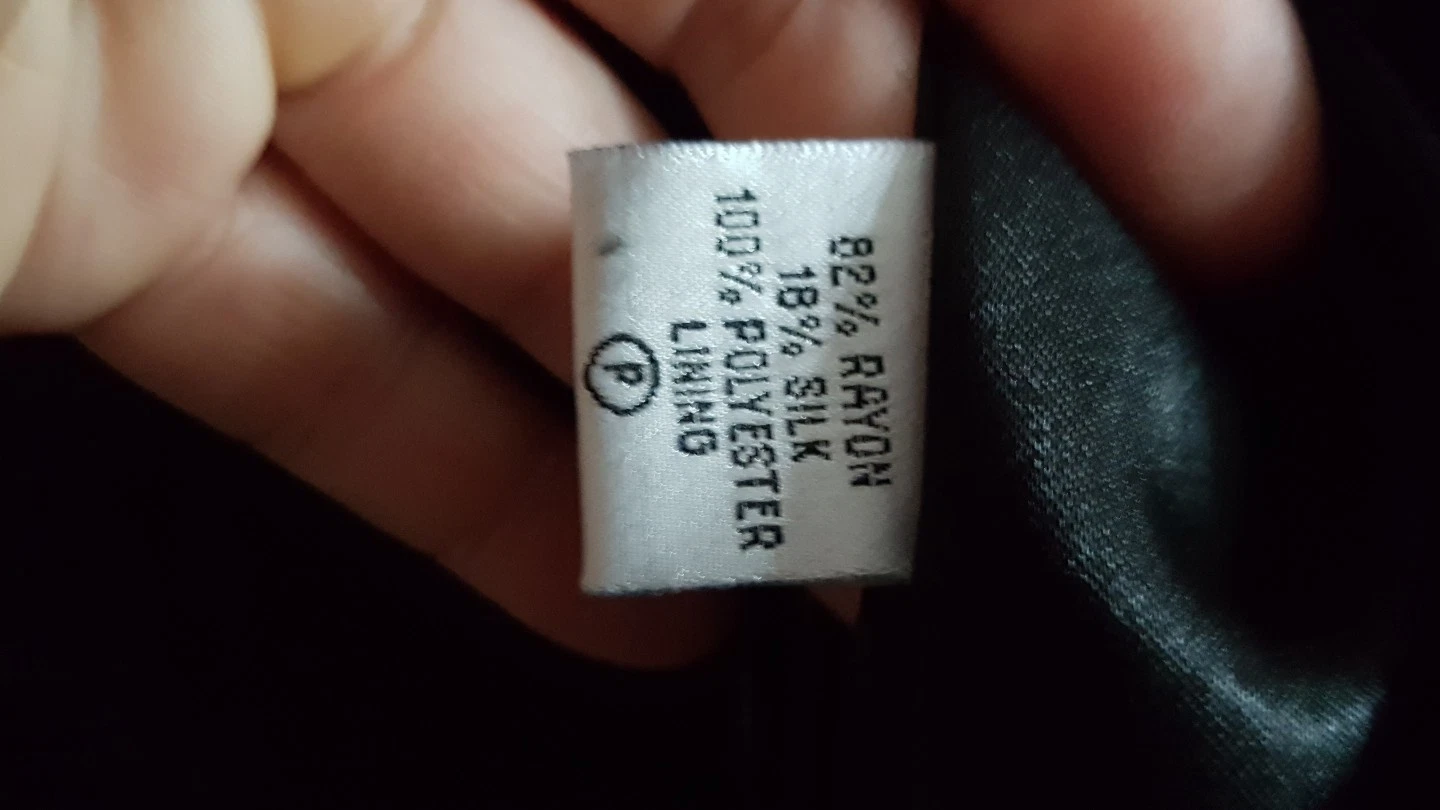 82% RAYON
18% SILK
100% POLYESTER
LINING
P